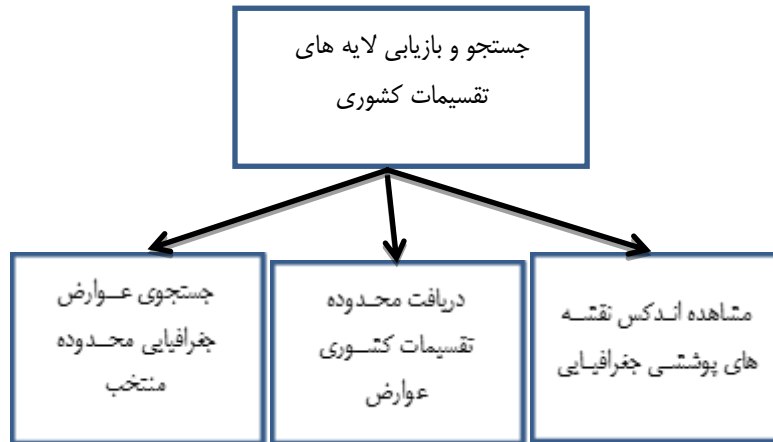 جستجو و بازیابی لایه های
تقسیمات کشوری
مشاهده اندکس نقشه
های پوششی جغرافیایی
دریافت محدوده
تقسیمات کشوری
عوارض
جستجوی عوارض
جغرافیایی محدوده
منتخب